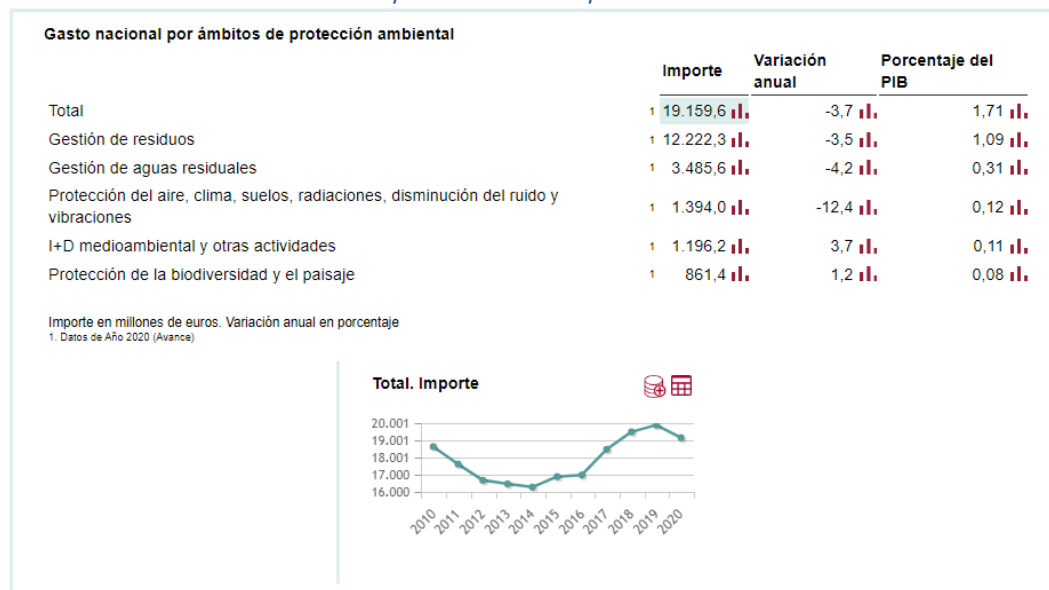 Gasto nacional por ámbitos de protección ambiental
Importe Variación anual Porcentaje del PIB
Total 1 19.159,6 -3,7 1,71
Gestión de residuos 1 12.222,3 -3,5 1,09
Gestión de aguas residuales 1 3.485,6 -4,2 0,31
Protección del aire, clima, suelos, radiaciones, disminución del ruido y
vibraciones 1 1.394,0 -12,4 0,12
I+D medioambiental y otras actividades 1 1.196,2 3,7 0,11
Protección de la biodiversidad y el paisaje 1 861,4 1,2 0,08
Importe en millones de euros. Variación anual en porcentaje
1. Datos de Año 2020 (Avance)
Total. Importe
20.001
19.001
18.001
17.000
16.000
2010 2011 2012 2013 2014 2015 2016 2017 2018 2019 2020